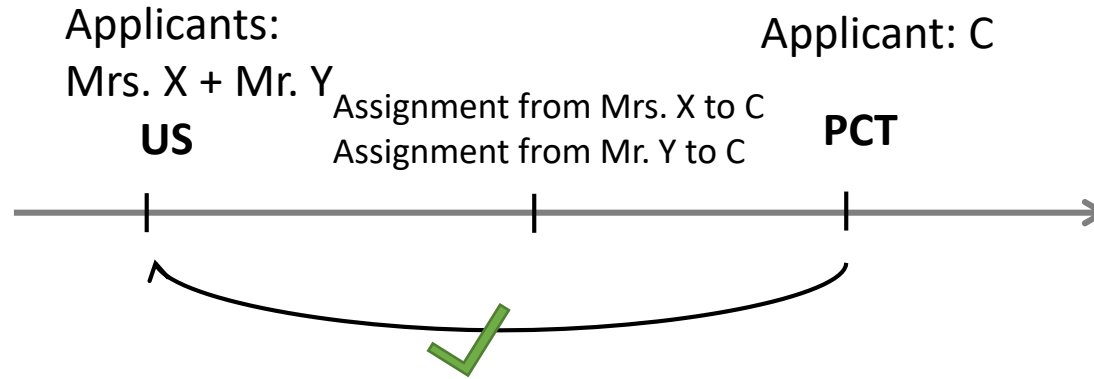 Applicants:
Mrs. X + Mr. Y
US
Assignment from Mrs. X to C
Assignment from Mr. Y to C
Applicant: C
PCT